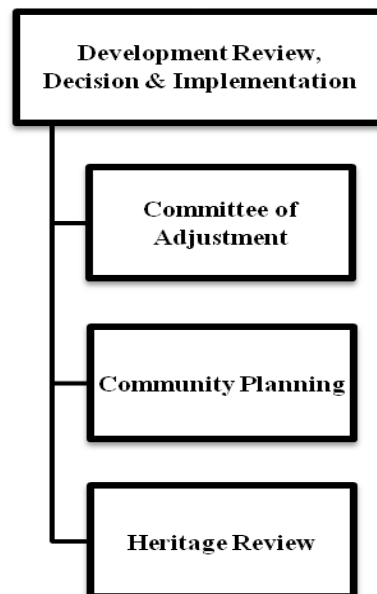 Development Review,
Decision & Implementation
Committee of
Adjustment
Community Planning
Heritage Review